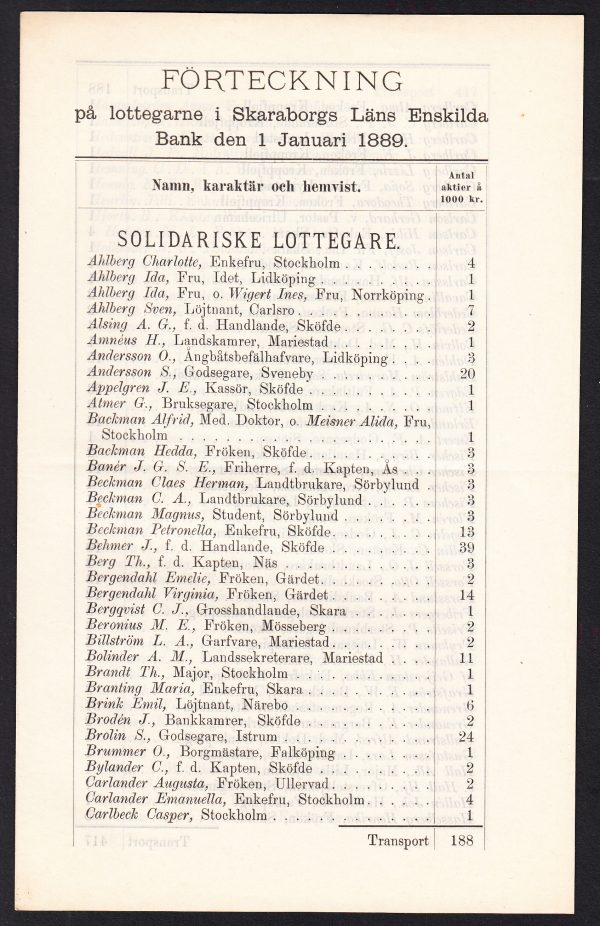 FÖRTECKNING
på lottegarne i Skaraborgs Läns Enskilda
Bank den 1 Januari 1889.
Namn, karaktär och hemvist.
Antal
aktier å
1000 kr.
SOLIDARISKE LOTTEGARE.
Ahlberg Charlotte, Enkefru, Stockholm . . . . . . . . 4
Ahlberg Ida, Fru, Idet, Lidköping . . . . . . . . . 1
Ahlberg Ida, Fru, o. Wigert Ines, Fru, Norrköping . 1
Ahlberg Sven, Löjtnant, Carlsro . . . . . . . . . . 7
Alsing A. G., f. d. Handlande, Sköfde . . . . . . . 2
Amnéus H., Landskamrer, Mariestad . . . . . . . . 1
Andersson O., Ångbåtsbefälhafvare, Lidköping . . . . 3
Andersson S., Godsegare, Sveneby . . . . . . . . . 20
Appelgren J. E., Kassör, Sköfde . . . . . . . . . . 1
Atmer G., Bruksegare, Stockholm . . . . . . . . . 1
Backman Alfrid, Med. Doktor, o. Meisner Alida, Fru,
Stockholm . . . . . . . . . . . . . . . . . . . 1
Backman Hedda, Fröken, Sköfde . . . . . . . . . . 3
Banér J. G. S. E., Friherre, f. d. Kapten, Ås . . . 3
Beckman Claes Herman, Landtbrukare, Sörbylund . 3
Beckman C. A., Landtbrukare, Sörbylund . . . . . 3
Beckman Magnus, Student, Sörbylund . . . . . . . 3
Beckman Petronella, Enkefru, Sköfde . . . . . . . . 13
Behmer J., f. d. Handlande, Sköfde . . . . . . . . 39
Berg Th., f. d. Kapten, Näs . . . . . . . . . . . . 3
Bergendahl Emelie, Fröken, Gärdet . . . . . . . . . 2
Bergendahl Virginia, Fröken, Gärdet . . . . . . . . 14
Bergqvist C. J., Grosshandlande, Skara . . . . . . 1
Beronius M. E., Fröken, Mösseberg . . . . . . . . 2
Billström L. A., Garfvare, Mariestad . . . . . . . . 2
Bolinder A. M., Landssekreterare, Mariestad . . . . 11
Brandt Th., Major, Stockholm . . . . . . . . . . . 1
Branting Maria, Enkefru, Skara . . . . . . . . . . 1
Brink Emil, Löjtnant, Närebo . . . . . . . . . . . 6
Brodén J., Bankkamrer, Sköfde . . . . . . . . . . 2
Brolin S., Godsegare, Istrum . . . . . . . . . . . . 24
Brummer O., Borgmästare, Falköping . . . . . . . 1
Bylander C., f. d. Kapten, Sköfde . . . . . . . . . 2
Carlander Augusta, Fröken, Ullervad . . . . . . . . 2
Carlander Emanuella, Enkefru, Stockholm . . . . . . 4
Carlbeck Casper, Stockholm . . . . . . . . . . . . . 1
Transport 188